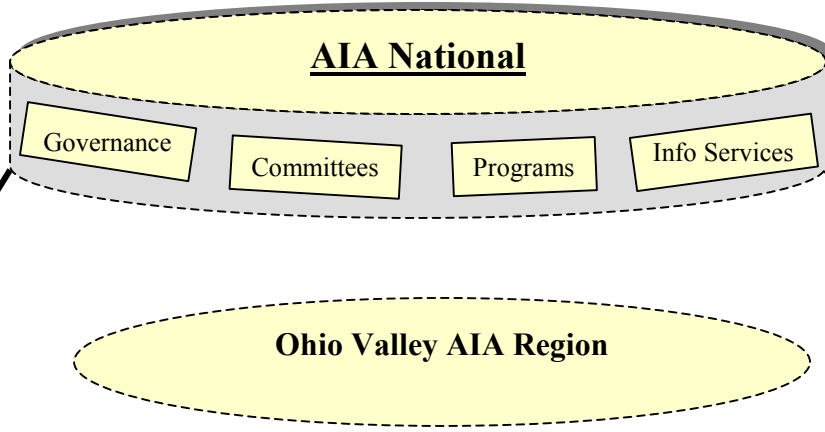 AIA National
Governance
Committees
Programs
Info Services
Ohio Valley AIA Region